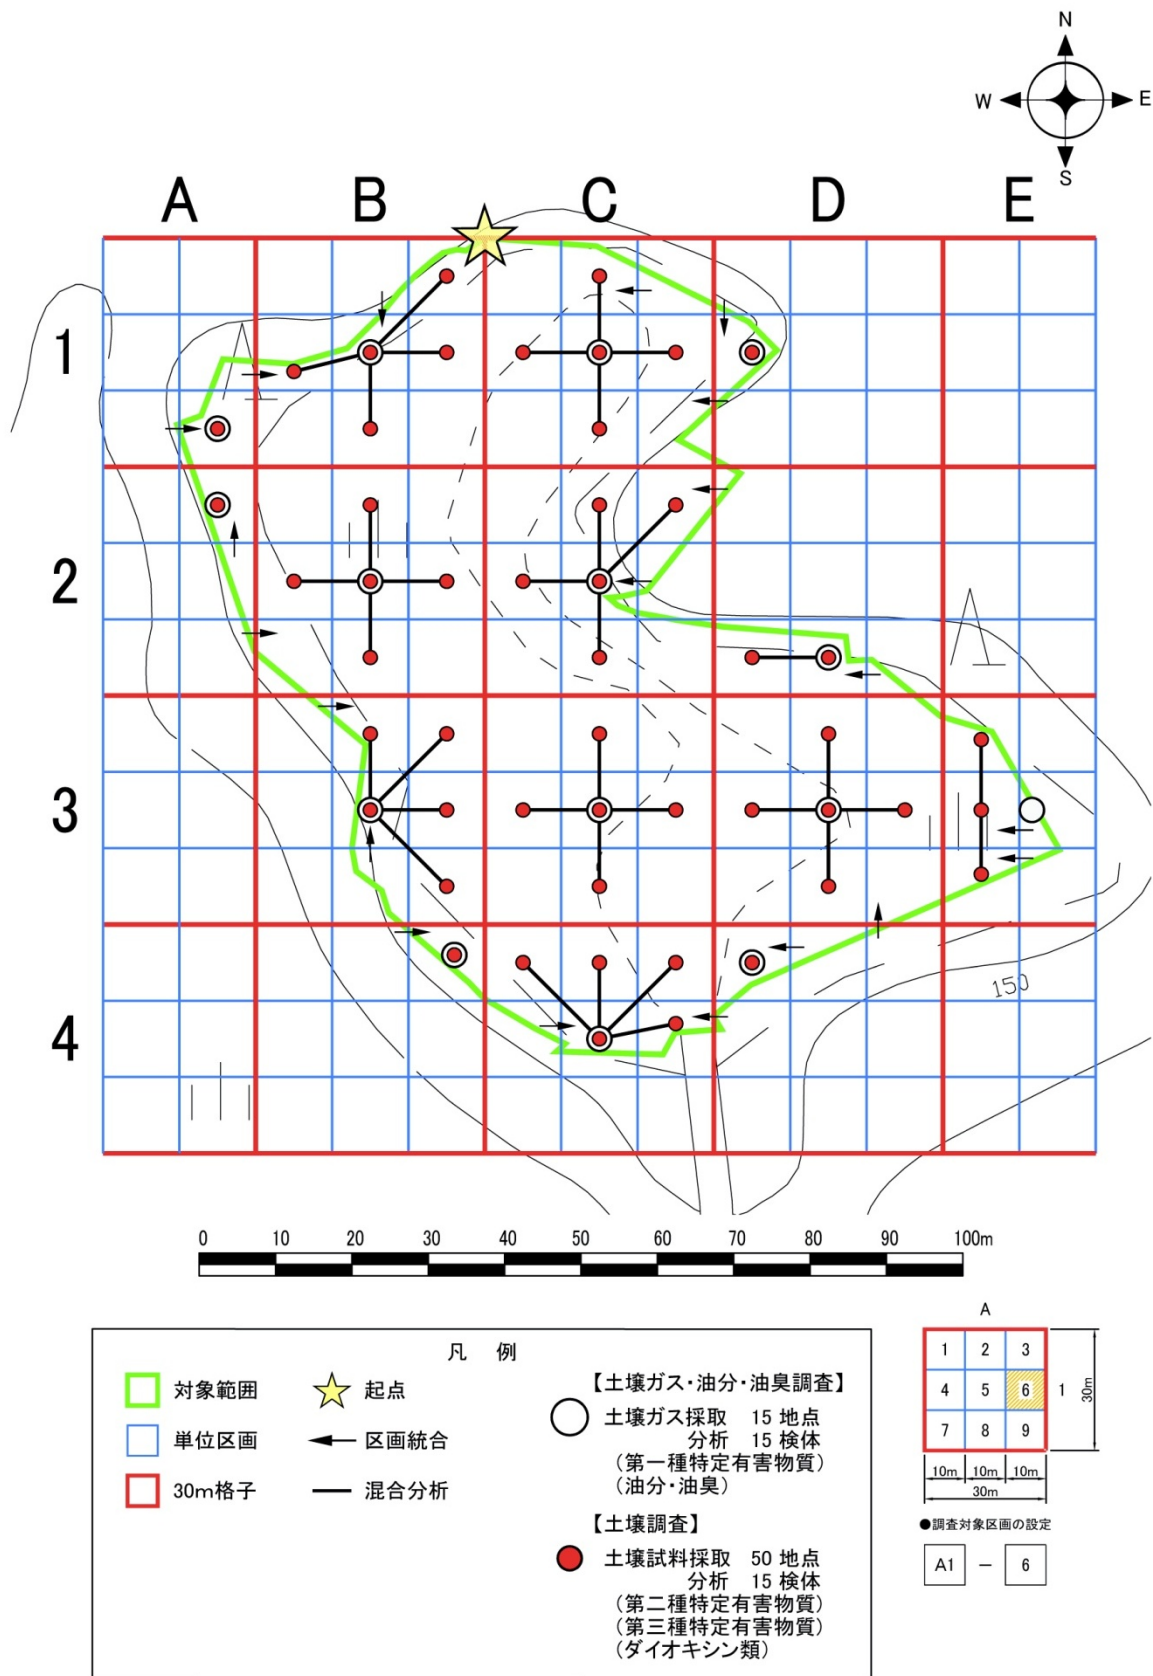 N
W E
S
A B C D E
1
2
3
4
150
0 10 20 30 40 50 60 70 80 90 100m
凡 例
対象範囲
起点
単位区画
区画統合
30m格子
混合分析
【土壌ガス・油分・油臭調査】
土壌ガス採取 15 地点
分析 15 検体
(第一種特定有害物質)
(油分・油臭)
【土壌調査】
土壌試料採取 50 地点
分析 15 検体
(第二種特定有害物質)
(第三種特定有害物質)
(ダイオキシン類)
A
1 2 3
4 5 6
7 8 9
1
30m
10m 10m 10m
30m
●調査対象区画の設定
A1 － 6